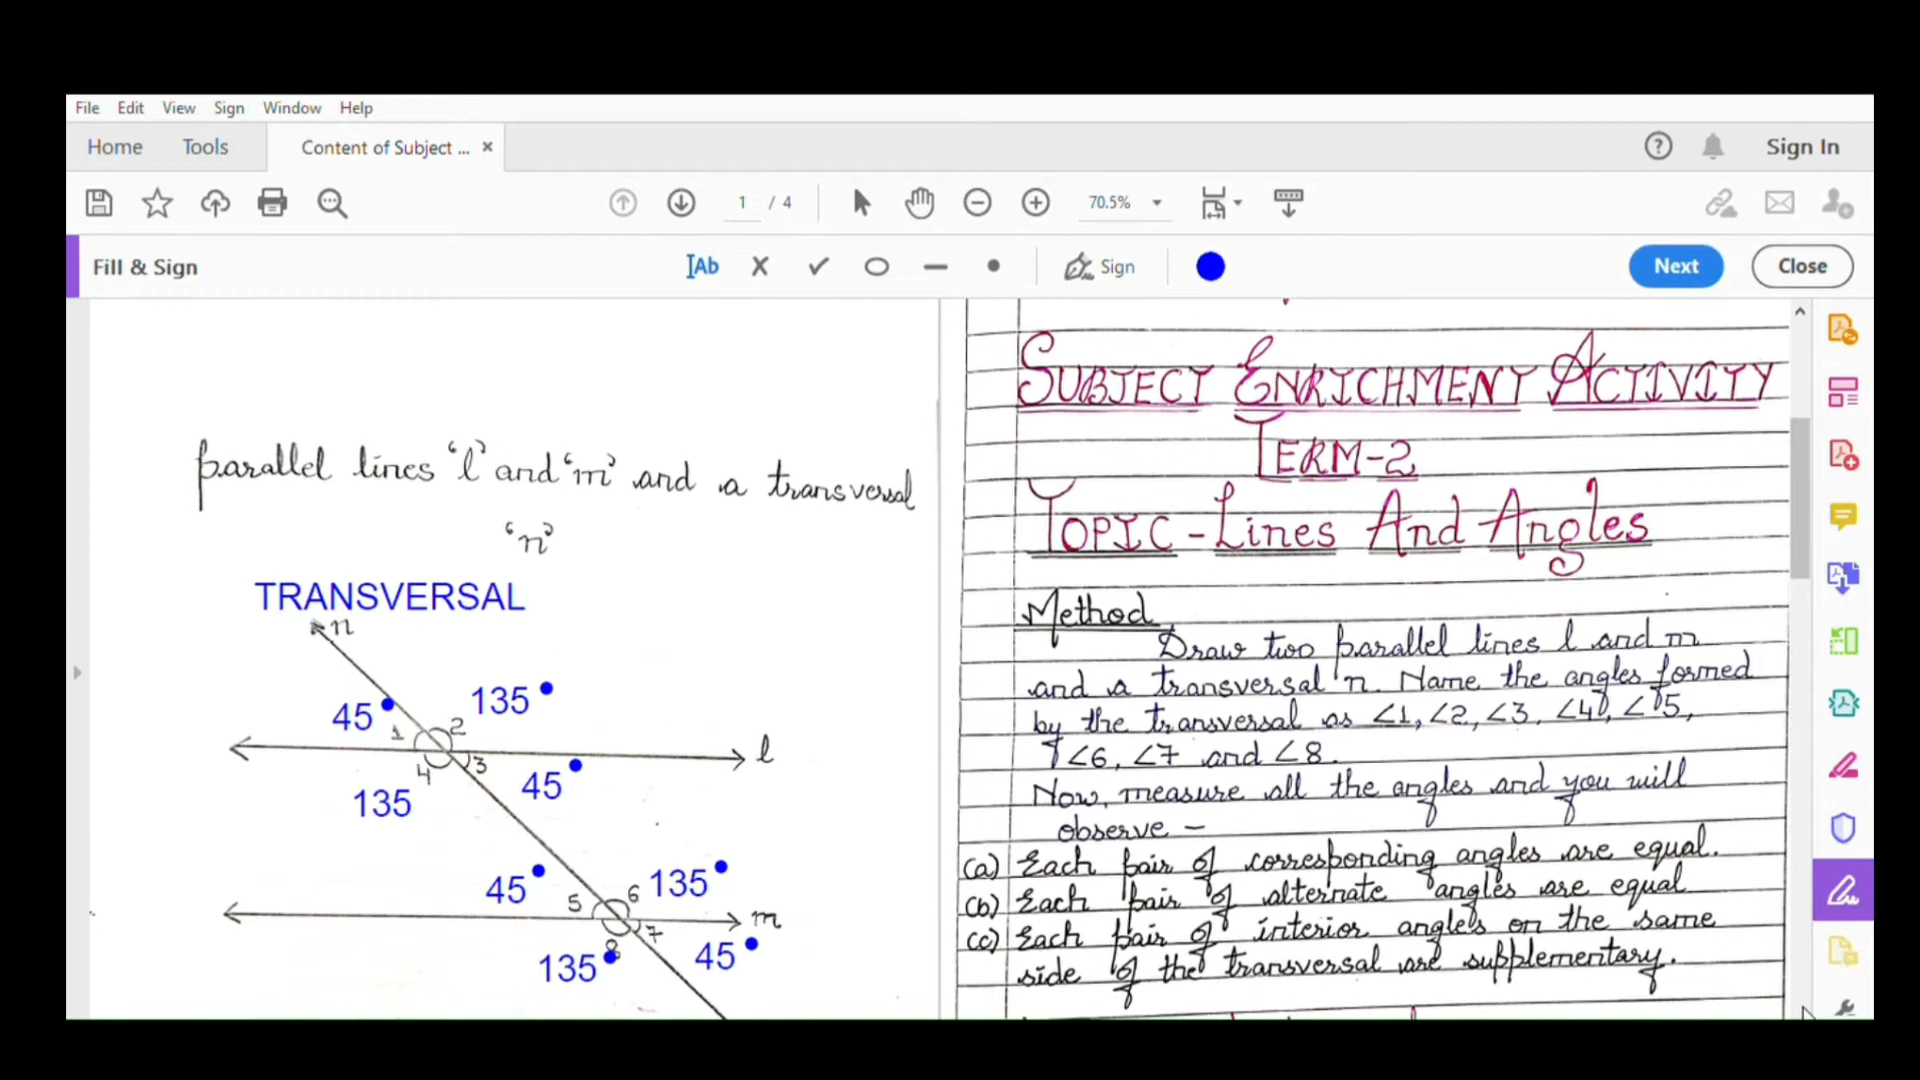 File Edit View Sign Window Help
Home Tools Content of Subject ... × Sign In
1 / 4 70.5%
Fill & Sign IAb Sign Next Close
parallel lines 'l' and 'm' and a transversal
'n'
TRANSVERSAL
n
45 135
1 2
l
4 3
135 45
45 135
5 6
m
8 7
135 45
SUBJECT ENRICHMENT ACTIVITY
TERM-2
TOPIC - Lines And Angles
Method
Draw two parallel lines l and m
and a transversal n. Name the angles formed
by the transversal as ∠1, ∠2, ∠3, ∠4, ∠5,
∠6, ∠7 and ∠8.
Now, measure all the angles and you will
observe -
(a) Each pair of corresponding angles are equal.
(b) Each pair of alternate angles are equal
(c) Each pair of interior angles on the same
side of the transversal are supplementary.